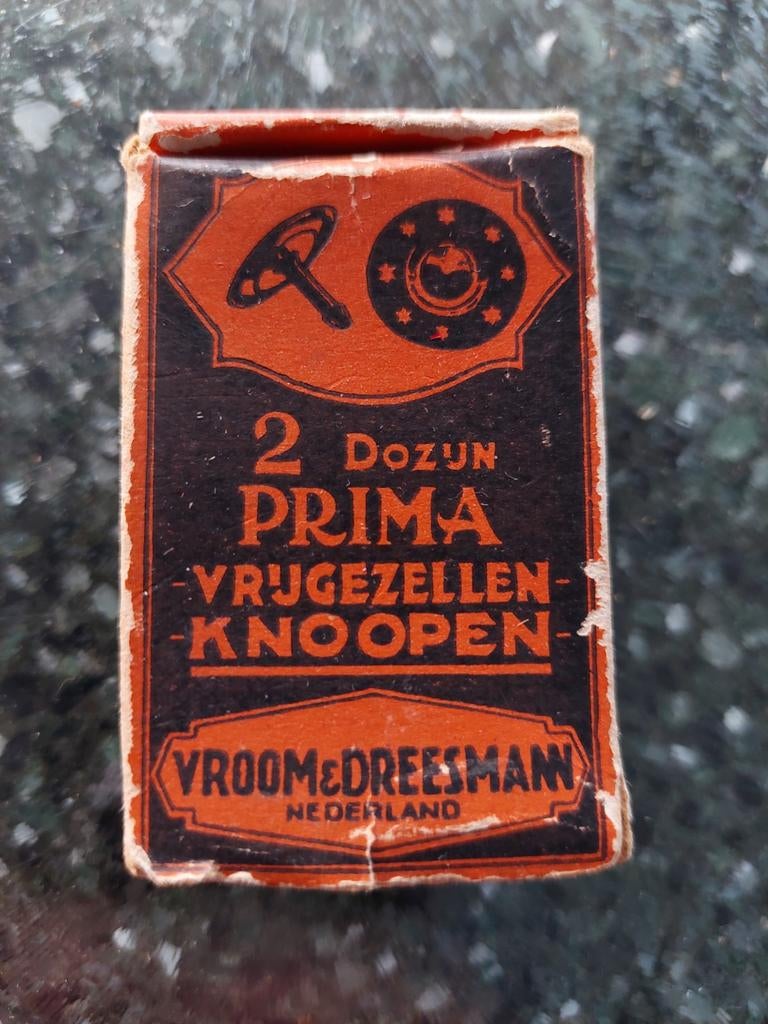 2 DOZIJN
PRIMA
-VRIJGEZELLEN-
-KNOOPEN-
VROOM&DREESMANN
NEDERLAND